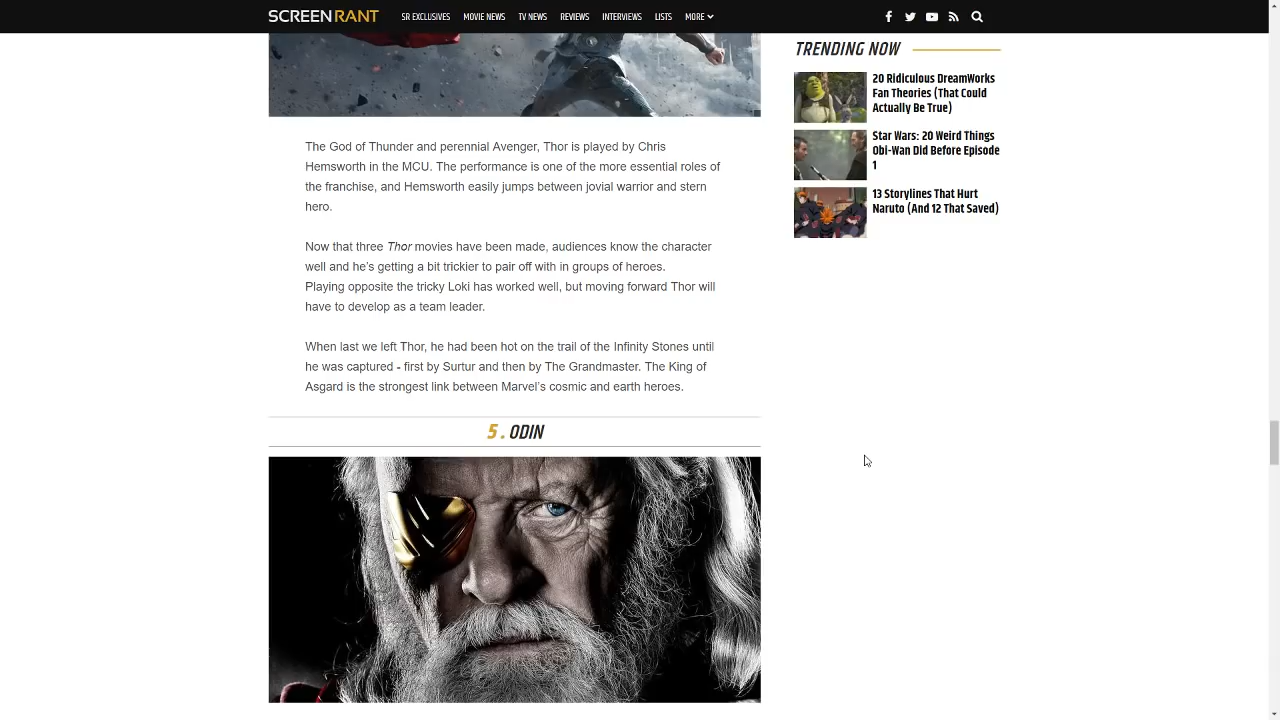 SCREENRANT
SR EXCLUSIVES MOVIE NEWS TV NEWS REVIEWS INTERVIEWS LISTS MORE
The God of Thunder and perennial Avenger, Thor is played by Chris
Hemsworth in the MCU. The performance is one of the more essential roles of
the franchise, and Hemsworth easily jumps between jovial warrior and stern
hero.
Now that three Thor movies have been made, audiences know the character
well and he's getting a bit trickier to pair off with in groups of heroes.
Playing opposite the tricky Loki has worked well, but moving forward Thor will
have to develop as a team leader.
When last we left Thor, he had been hot on the trail of the Infinity Stones until
he was captured - first by Surtur and then by The Grandmaster. The King of
Asgard is the strongest link between Marvel's cosmic and earth heroes.
5 . ODIN
TRENDING NOW
20 Ridiculous DreamWorks
Fan Theories (That Could
Actually Be True)
Star Wars: 20 Weird Things
Obi-Wan Did Before Episode
1
13 Storylines That Hurt
Naruto (And 12 That Saved)